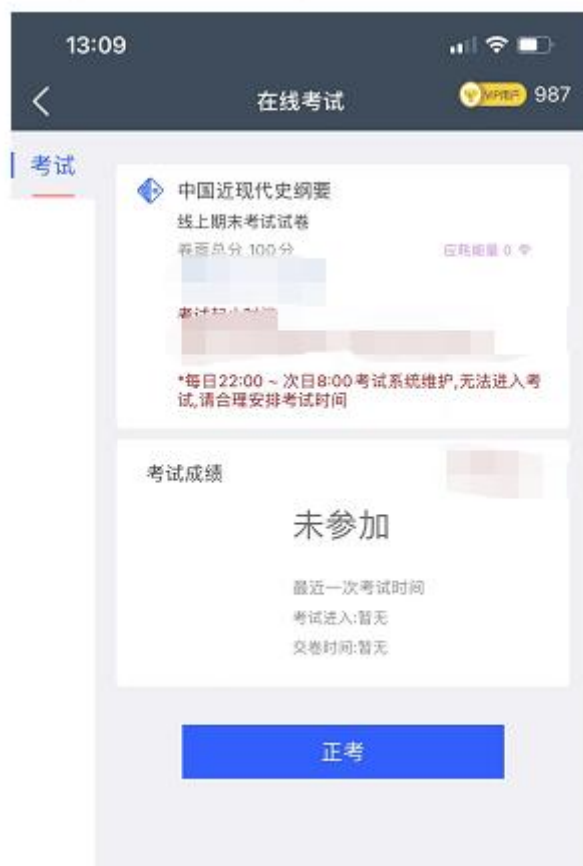 13:09
在线考试
987
考试
中国近现代史纲要
线上期末考试试卷
卷面总分 100分
应耗能量 0
*每日22:00 ~ 次日8:00考试系统维护,无法进入考
试,请合理安排考试时间
考试成绩
未参加
最近一次考试时间
考试进入:暂无
交卷时间:暂无
正考